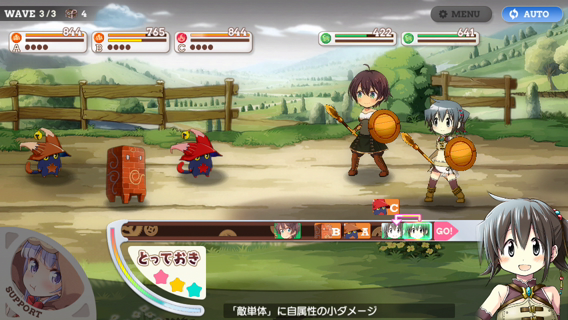 WAVE 3/3 4
MENU
AUTO
844 765 844 422 641
A B C
C
B A GO!
とっておき
SUPPORT
「敵単体」に自属性の小ダメージ